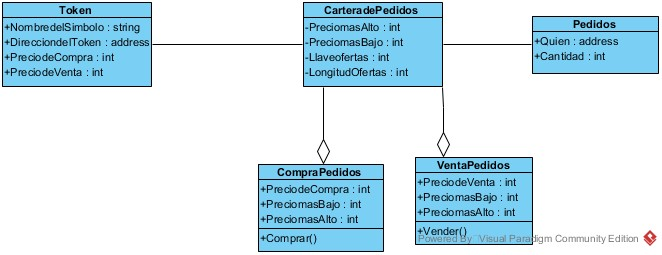 Token
+NombredelSimbolo : string
+DirecciondelToken : address
+PreciodeCompra : int
+PreciodeVenta : int
CarteradePedidos
-PreciomasAlto : int
-PreciomasBajo : int
-Llaveofertas : int
-LongitudOfertas : int
Pedidos
+Quien : address
+Cantidad : int
CompraPedidos
+PreciodeCompra : int
+PreciomasBajo : int
+PreciomasAlto : int
+Comprar()
VentaPedidos
+PreciodeVenta : int
+PreciomasBajo : int
+PreciomasAlto : int
+Vender()
Powered By Visual Paradigm Community Edition